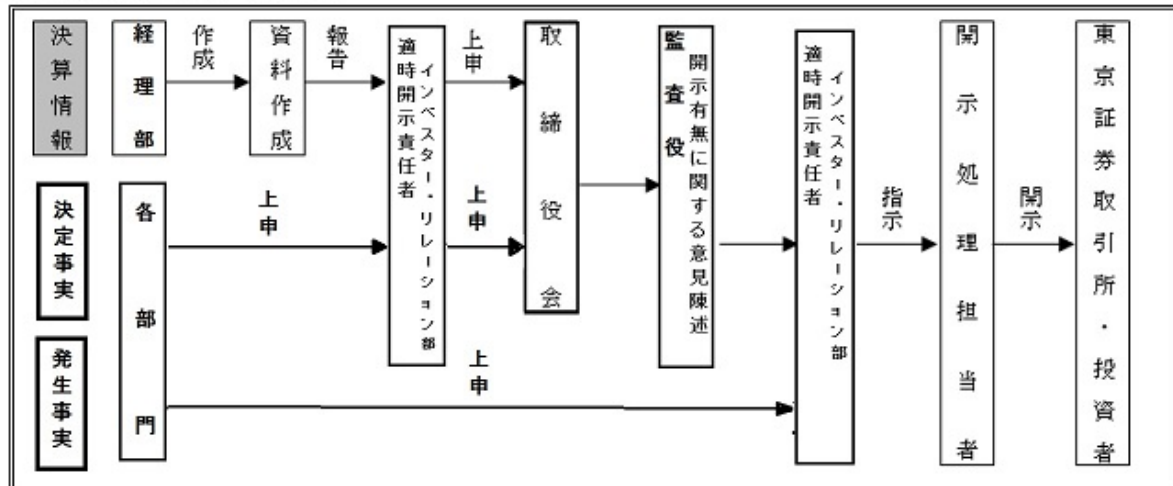 決算情報
経理部
作成
資料作成
報告
適時開示責任者
インベスター・リレーション部
上申
取締役会
監査役
開示有無に関する意見陳述
適時開示責任者
インベスター・リレーション部
指示
開示処理担当者
開示
東京証券取引所・投資者
決定事実
各部門
上申
上申
発生事実
上申